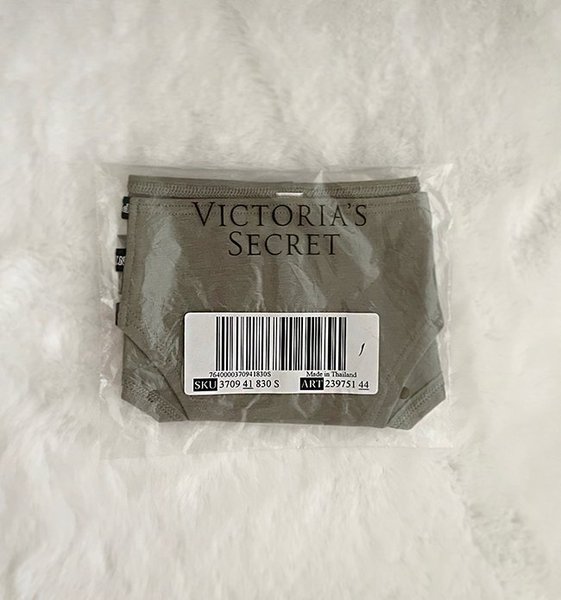 VICTORIA'S
SECRET
764000037094183OS
Made in Thailand
SKU 3709 41 830 S
ART 239751 44